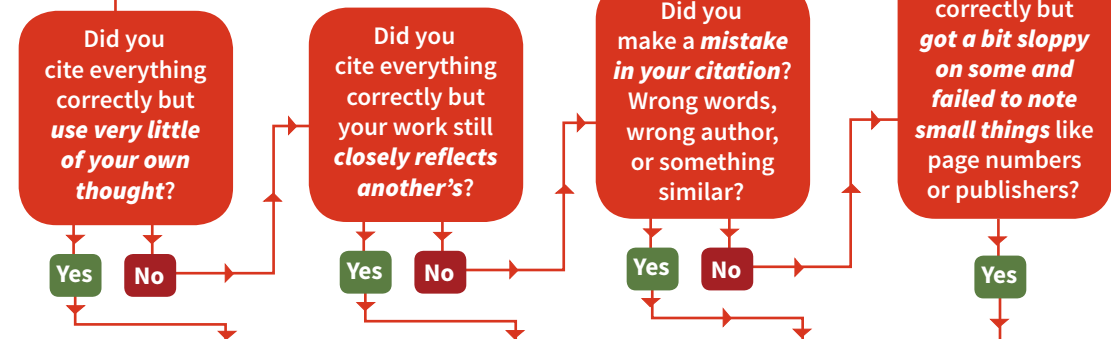 Did you
cite everything
correctly but
use very little
of your own
thought?
Yes
No
Did you
cite everything
correctly but
your work still
closely reflects
another's?
Yes
No
Did you
make a mistake
in your citation?
Wrong words,
wrong author,
or something
similar?
Yes
No
correctly but
got a bit sloppy
on some and
failed to note
small things like
page numbers
or publishers?
Yes